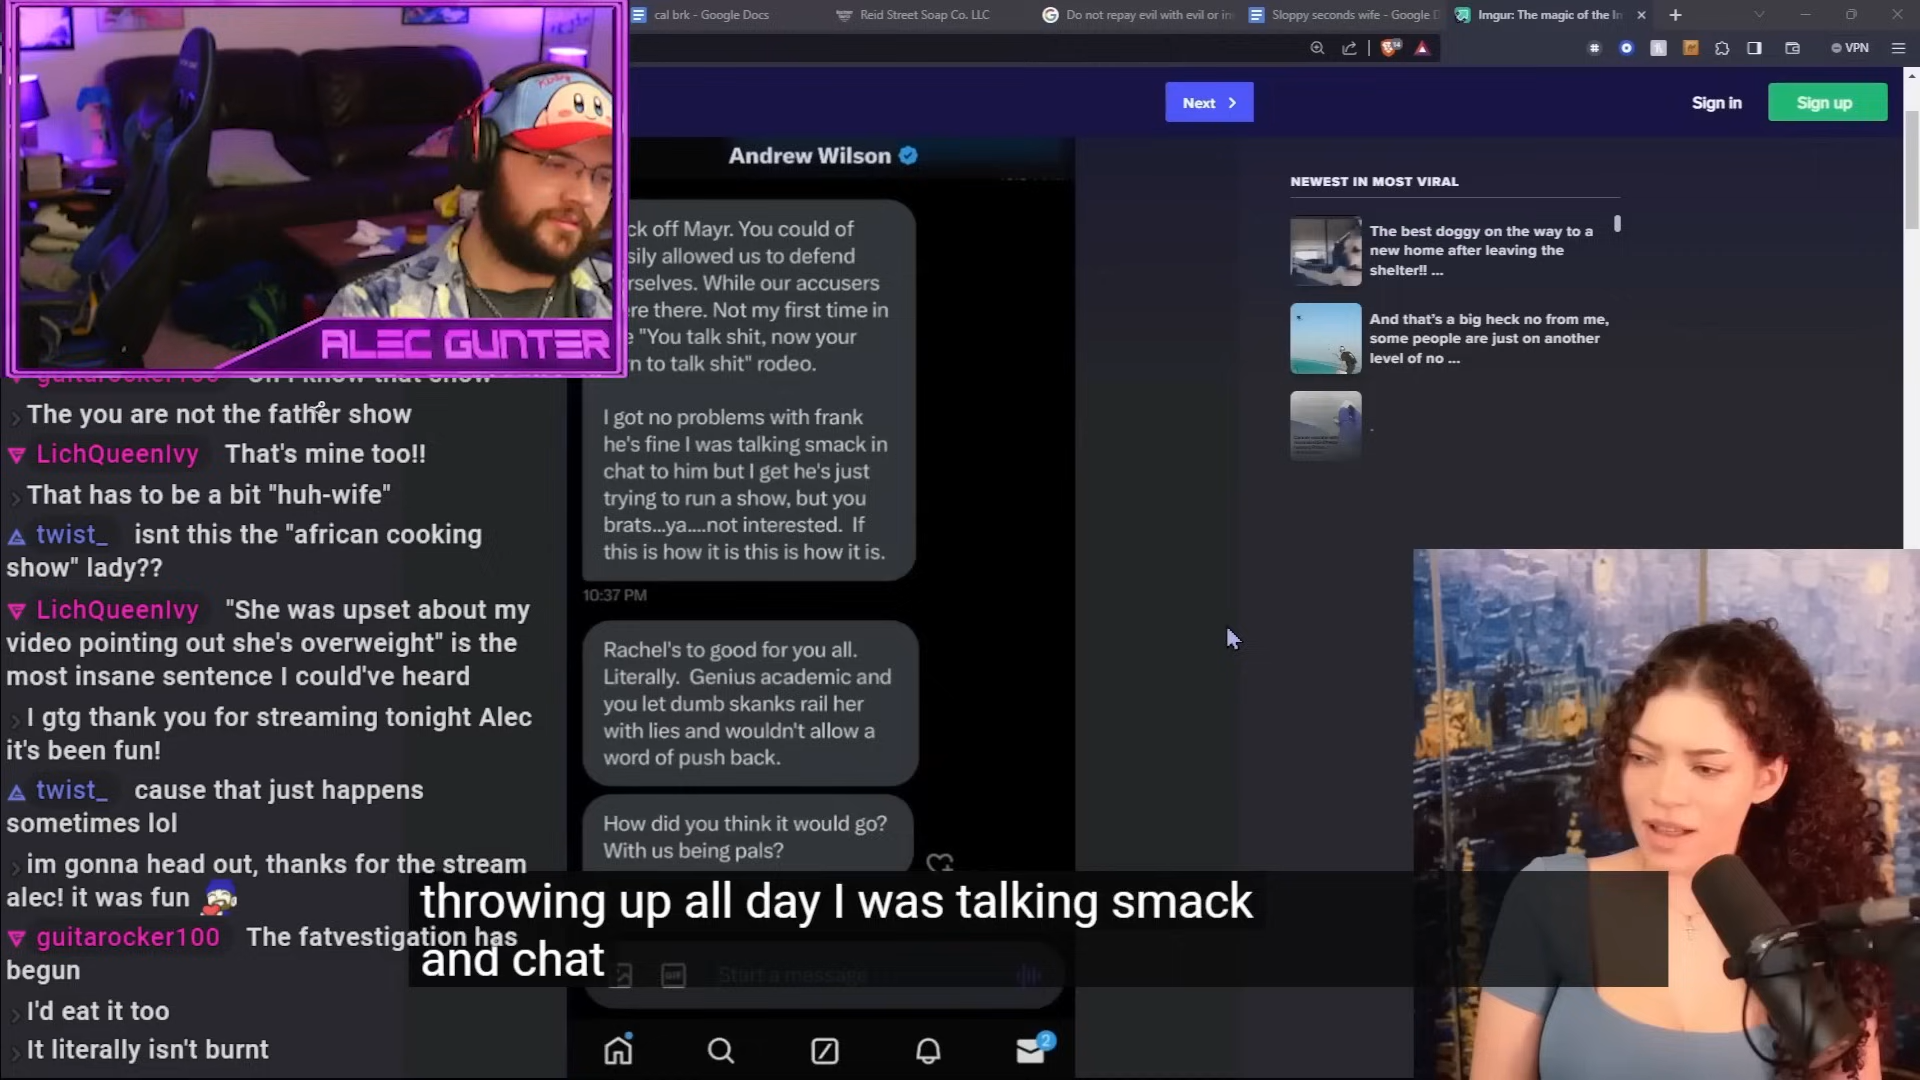 cal brk - Google Docs
Reid Street Soap Co. LLC
Do not repay evil with evil or in
Sloppy seconds wife - Google D
Imgur: The magic of the In
VPN
Next
Sign in
Sign up
Andrew Wilson
ck off Mayr. You could of
sily allowed us to defend
rselves. While our accusers
re there. Not my first time in
e "You talk shit, now your
n to talk shit" rodeo.
I got no problems with frank
he's fine I was talking smack in
chat to him but I get he's just
trying to run a show, but you
brats...ya....not interested. If
this is how it is this is how it is.
10:37 PM
Rachel's to good for you all.
Literally. Genius academic and
you let dumb skanks rail her
with lies and wouldn't allow a
word of push back.
How did you think it would go?
With us being pals?
GIF
Start a message
2
NEWEST IN MOST VIRAL
The best doggy on the way to a
new home after leaving the
shelter!! ...
And that's a big heck no from me,
some people are just on another
level of no ...
ALEC GUNTER
guitarocker100 Oh I know that show
The you are not the father show
LichQueenIvy That's mine too!!
That has to be a bit "huh-wife"
twist_ isnt this the "african cooking
show" lady??
LichQueenIvy "She was upset about my
video pointing out she's overweight" is the
most insane sentence I could've heard
I gtg thank you for streaming tonight Alec
it's been fun!
twist_ cause that just happens
sometimes lol
im gonna head out, thanks for the stream
alec! it was fun
guitarocker100 The fatvestigation has
begun
I'd eat it too
It literally isn't burnt
throwing up all day I was talking smack
and chat